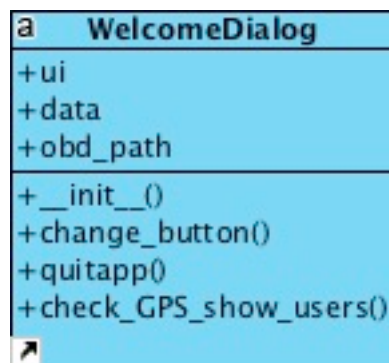 a WelcomeDialog
+ui
+data
+obd_path
+__init__()
+change_button()
+quitapp()
+check_GPS_show_users()